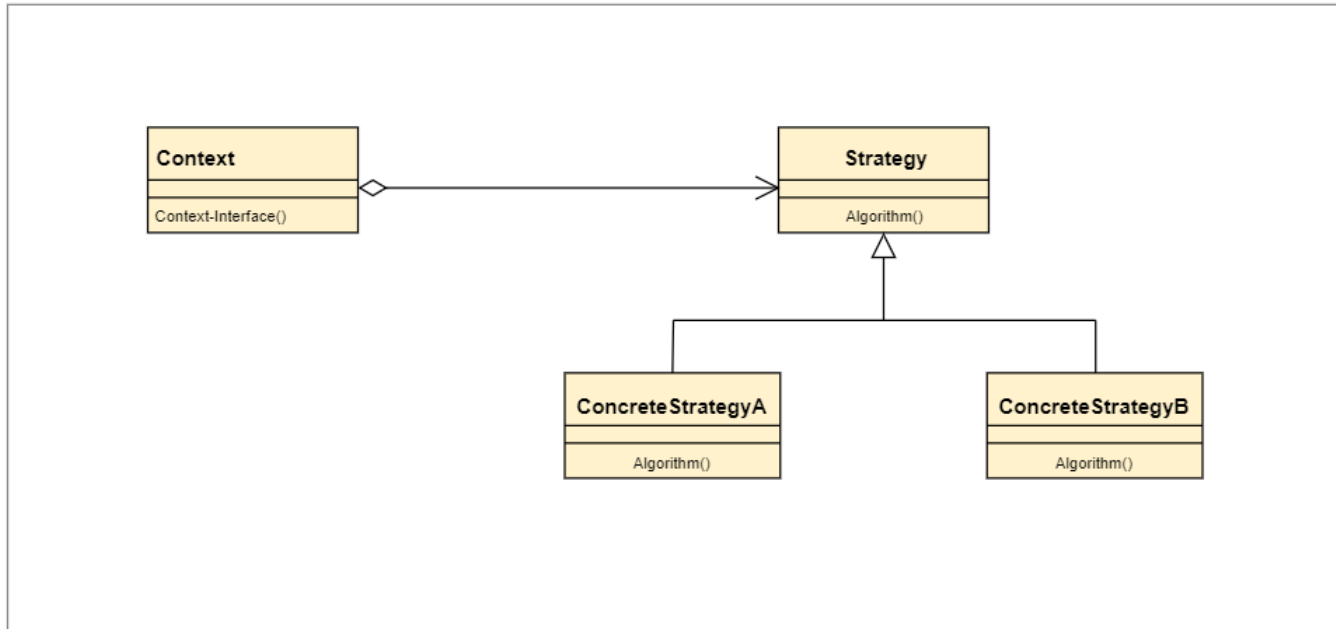 Context
Context-Interface()
Strategy
Algorithm()
ConcreteStrategyA
Algorithm()
ConcreteStrategyB
Algorithm()